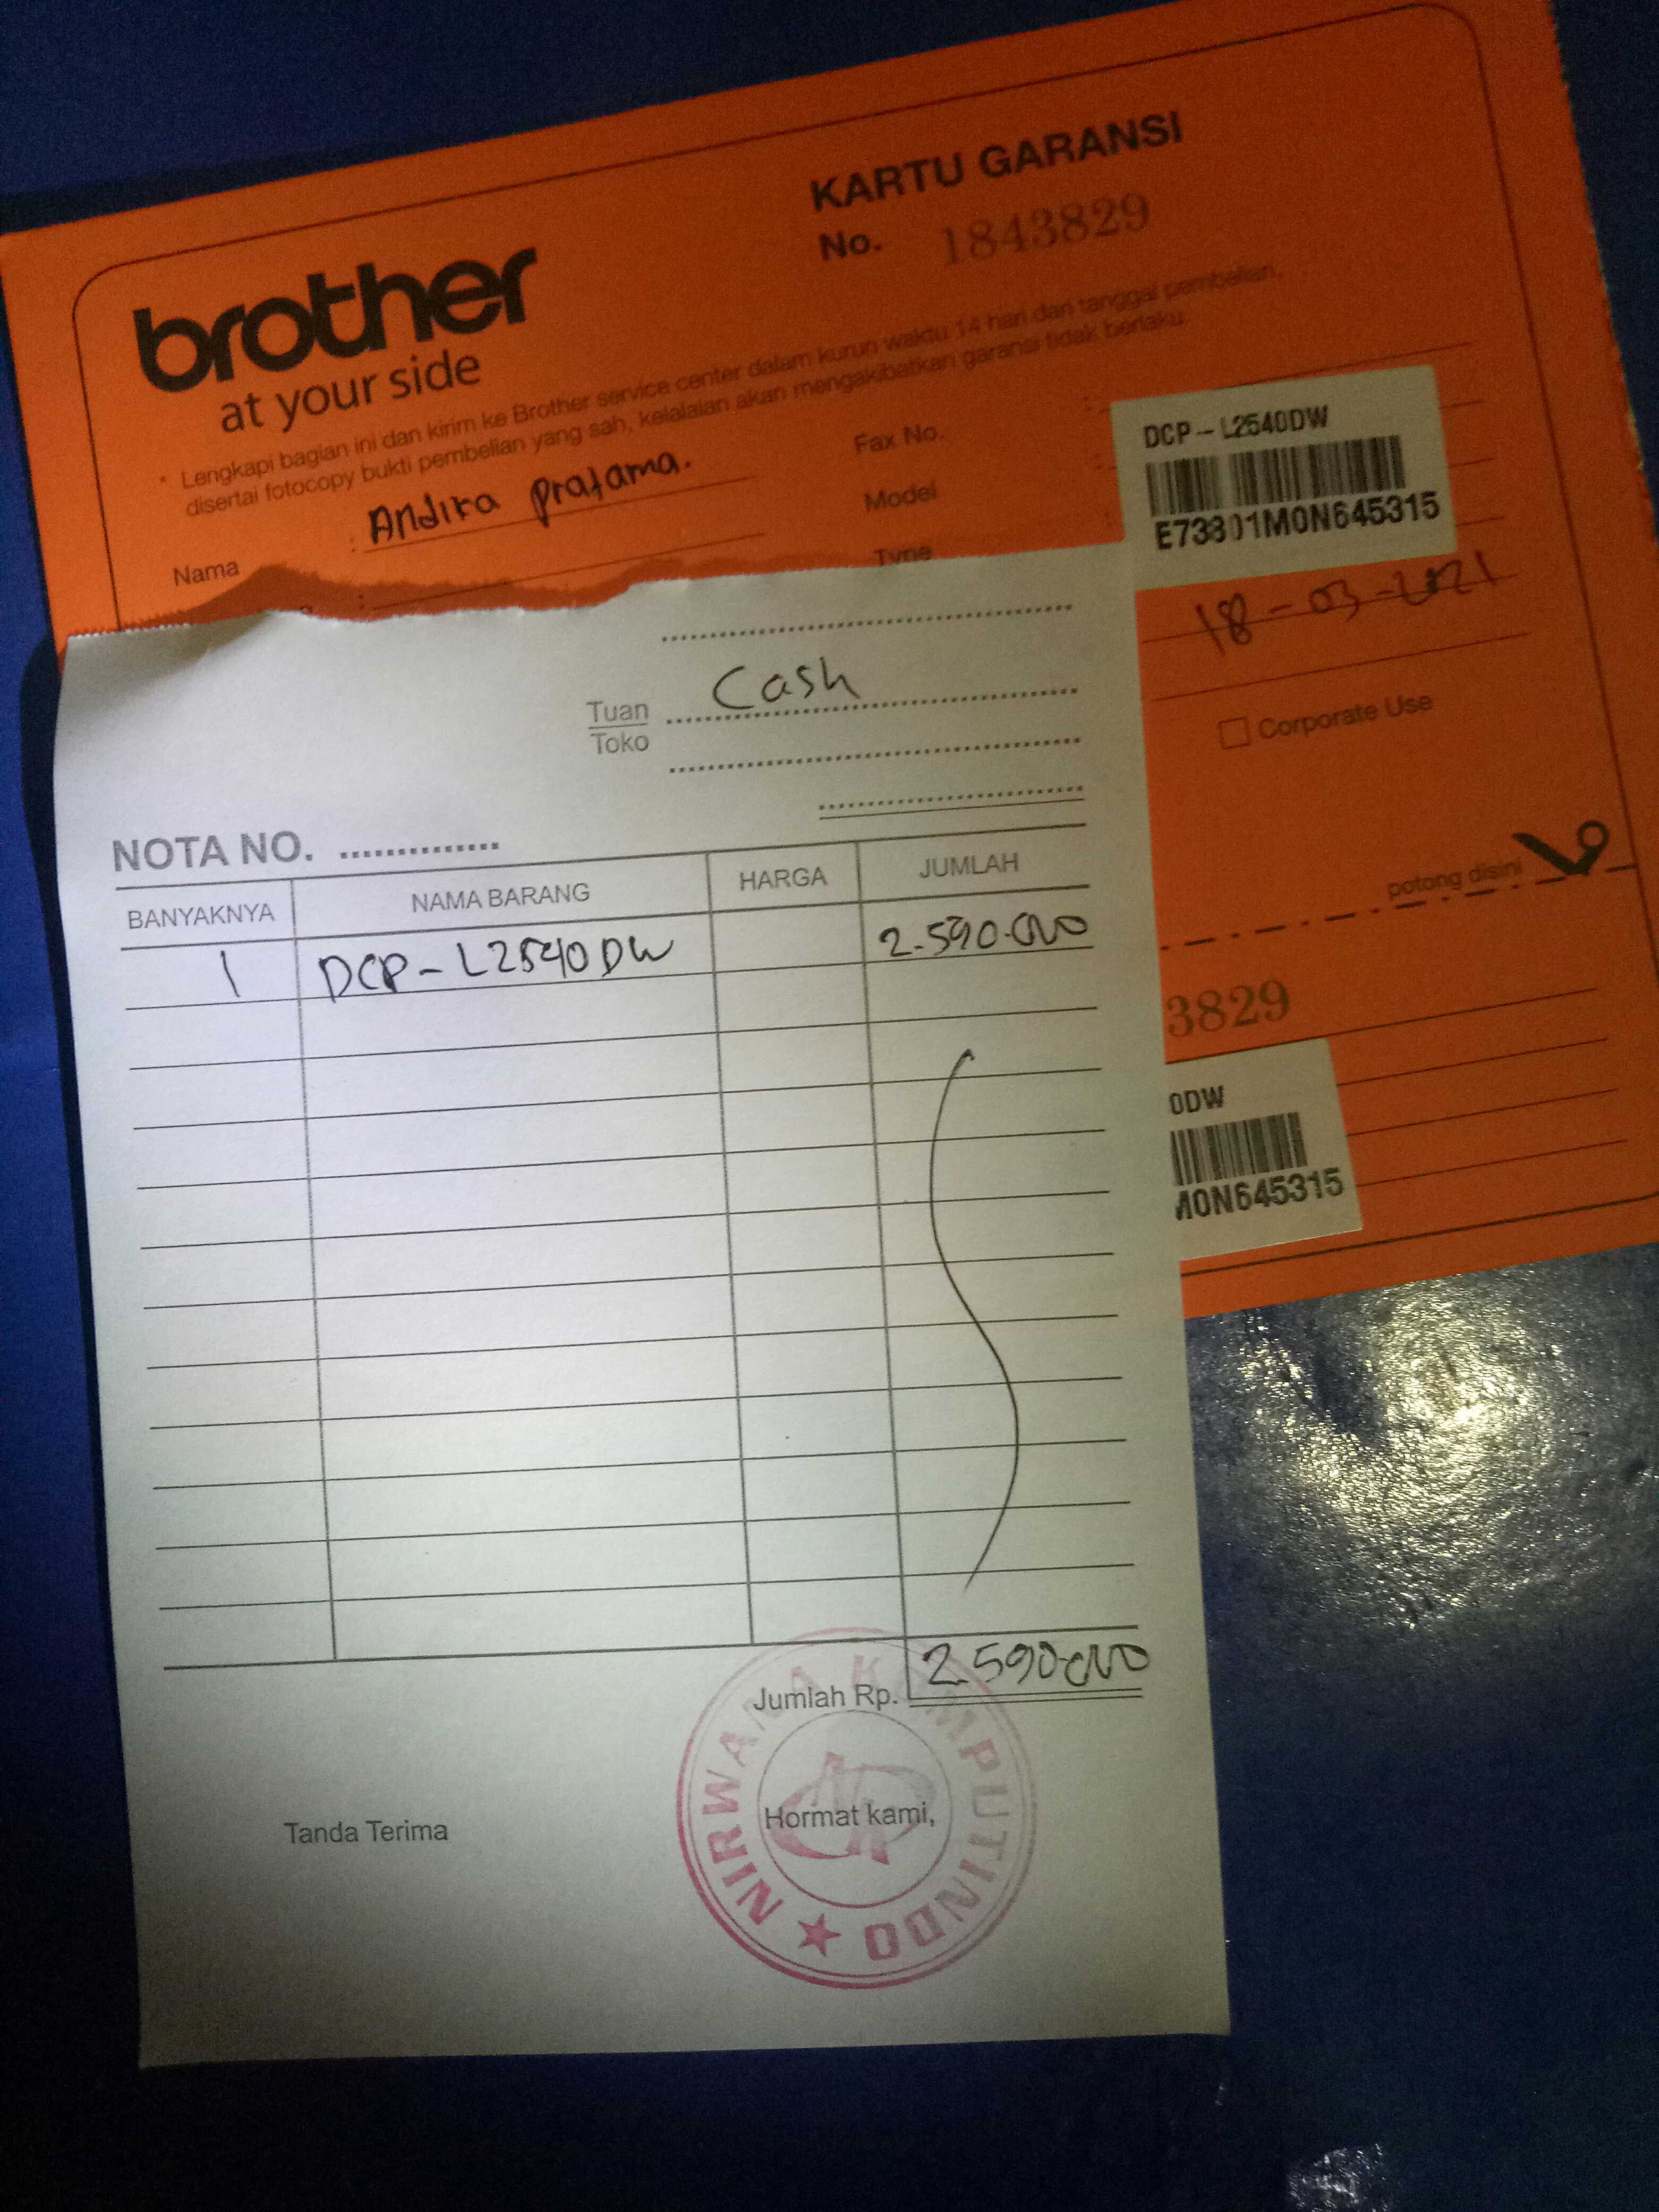 KARTU GARANSI
No. 1843829
brother
at your side
• Lengkapi bagian ini dan kirim ke Brother service center dalam kurun waktu 14 hari dari tanggal pembelian,
disertai fotocopy bukti pembelian yang sah, kelalaian akan mengakibatkan garansi tidak berlaku
Nama : Andira Pratama.
Fax No. :
Model :
Type
DCP-L2540DW
E73801M0N645315
18-03-2021
Corporate Use
potong disini
3829
0DW
M0N645315
Tuan Cash
Toko
NOTA NO. ..............
BANYAKNYA NAMA BARANG HARGA JUMLAH
1 DCP-L2540DW 2.590.000
Jumlah Rp. 2.590.000
Tanda Terima Hormat kami,
NIRWANA KOMPUTINDO